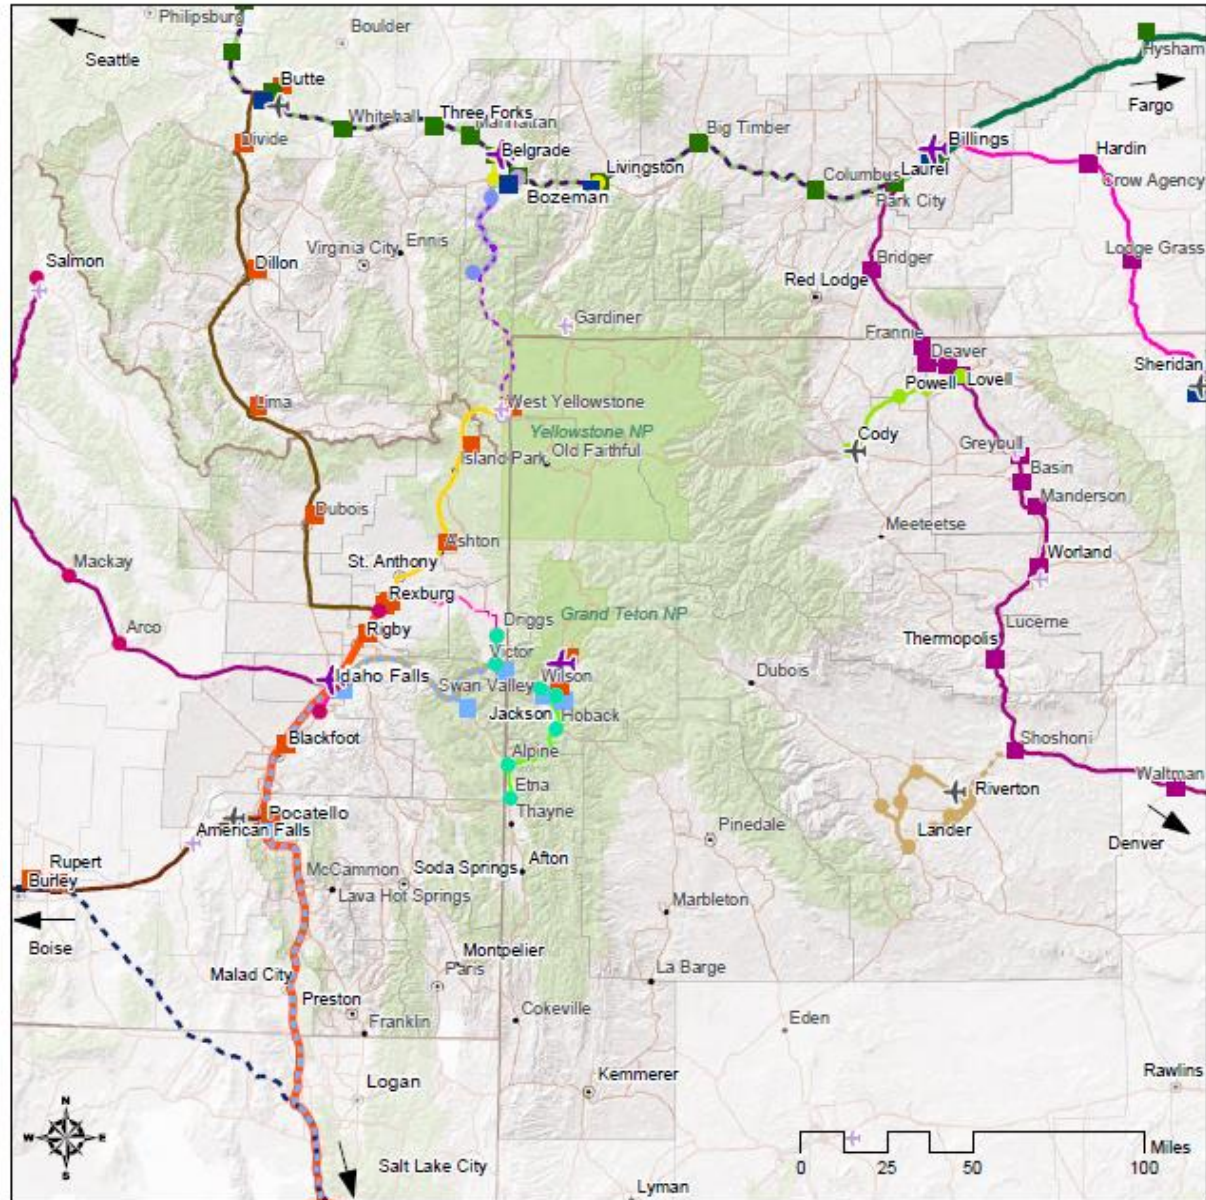 Philipsburg
Boulder
Seattle
Hysham
Butte
Fargo
Whitehall
Three Forks
Manhattan
Big Timber
Billings
Divide
Belgrade
Livingston
Hardin
Columbus
Laurel
Crow Agency
Bozeman
Park City
Virginia City
Ennis
Lodge Grass
Salmon
Dillon
Bridger
Red Lodge
Gardiner
Frannie
Deaver
Sheridan
Powell
Lovell
Lima
West Yellowstone
Yellowstone NP
Cody
Greybull
Island Park
Old Faithful
Basin
Manderson
Dubois
Meeteetse
Ashton
Mackay
St. Anthony
Worland
Rexburg
Grand Teton NP
Driggs
Lucerne
Arco
Rigby
Thermopolis
Victor
Idaho Falls
Wilson
Dubois
Swan Valley
Jackson
Hoback
Blackfoot
Alpine
Shoshoni
Waltman
Etna
Riverton
Pocatello
Thayne
American Falls
Lander
Pinedale
Denver
Rupert
McCammon
Soda Springs
Afton
Burley
Lava Hot Springs
Marbleton
Boise
Montpelier
Malad City
Paris
La Barge
Preston
Cokeville
Franklin
Eden
Logan
Kemmerer
Rawlins
N
W
E
S
Miles
Salt Lake City
0 25 50 100
Lyman